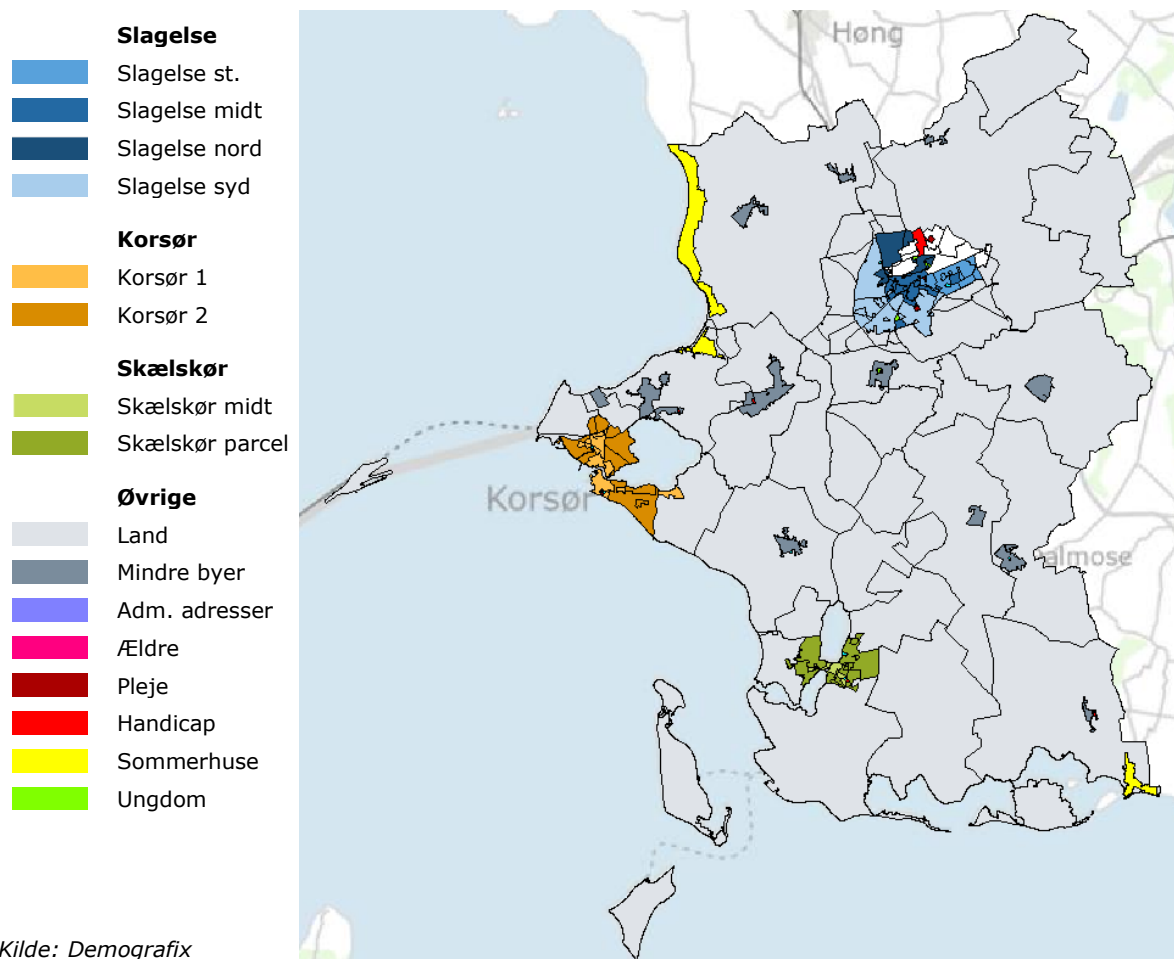 Slagelse
Slagelse st.
Slagelse midt
Slagelse nord
Slagelse syd
Korsør
Korsør 1
Korsør 2
Skælskør
Skælskør midt
Skælskør parcel
Øvrige
Land
Mindre byer
Adm. adresser
Ældre
Pleje
Handicap
Sommerhuse
Ungdom
Kilde: Demografix
Høng
Korsør
almose